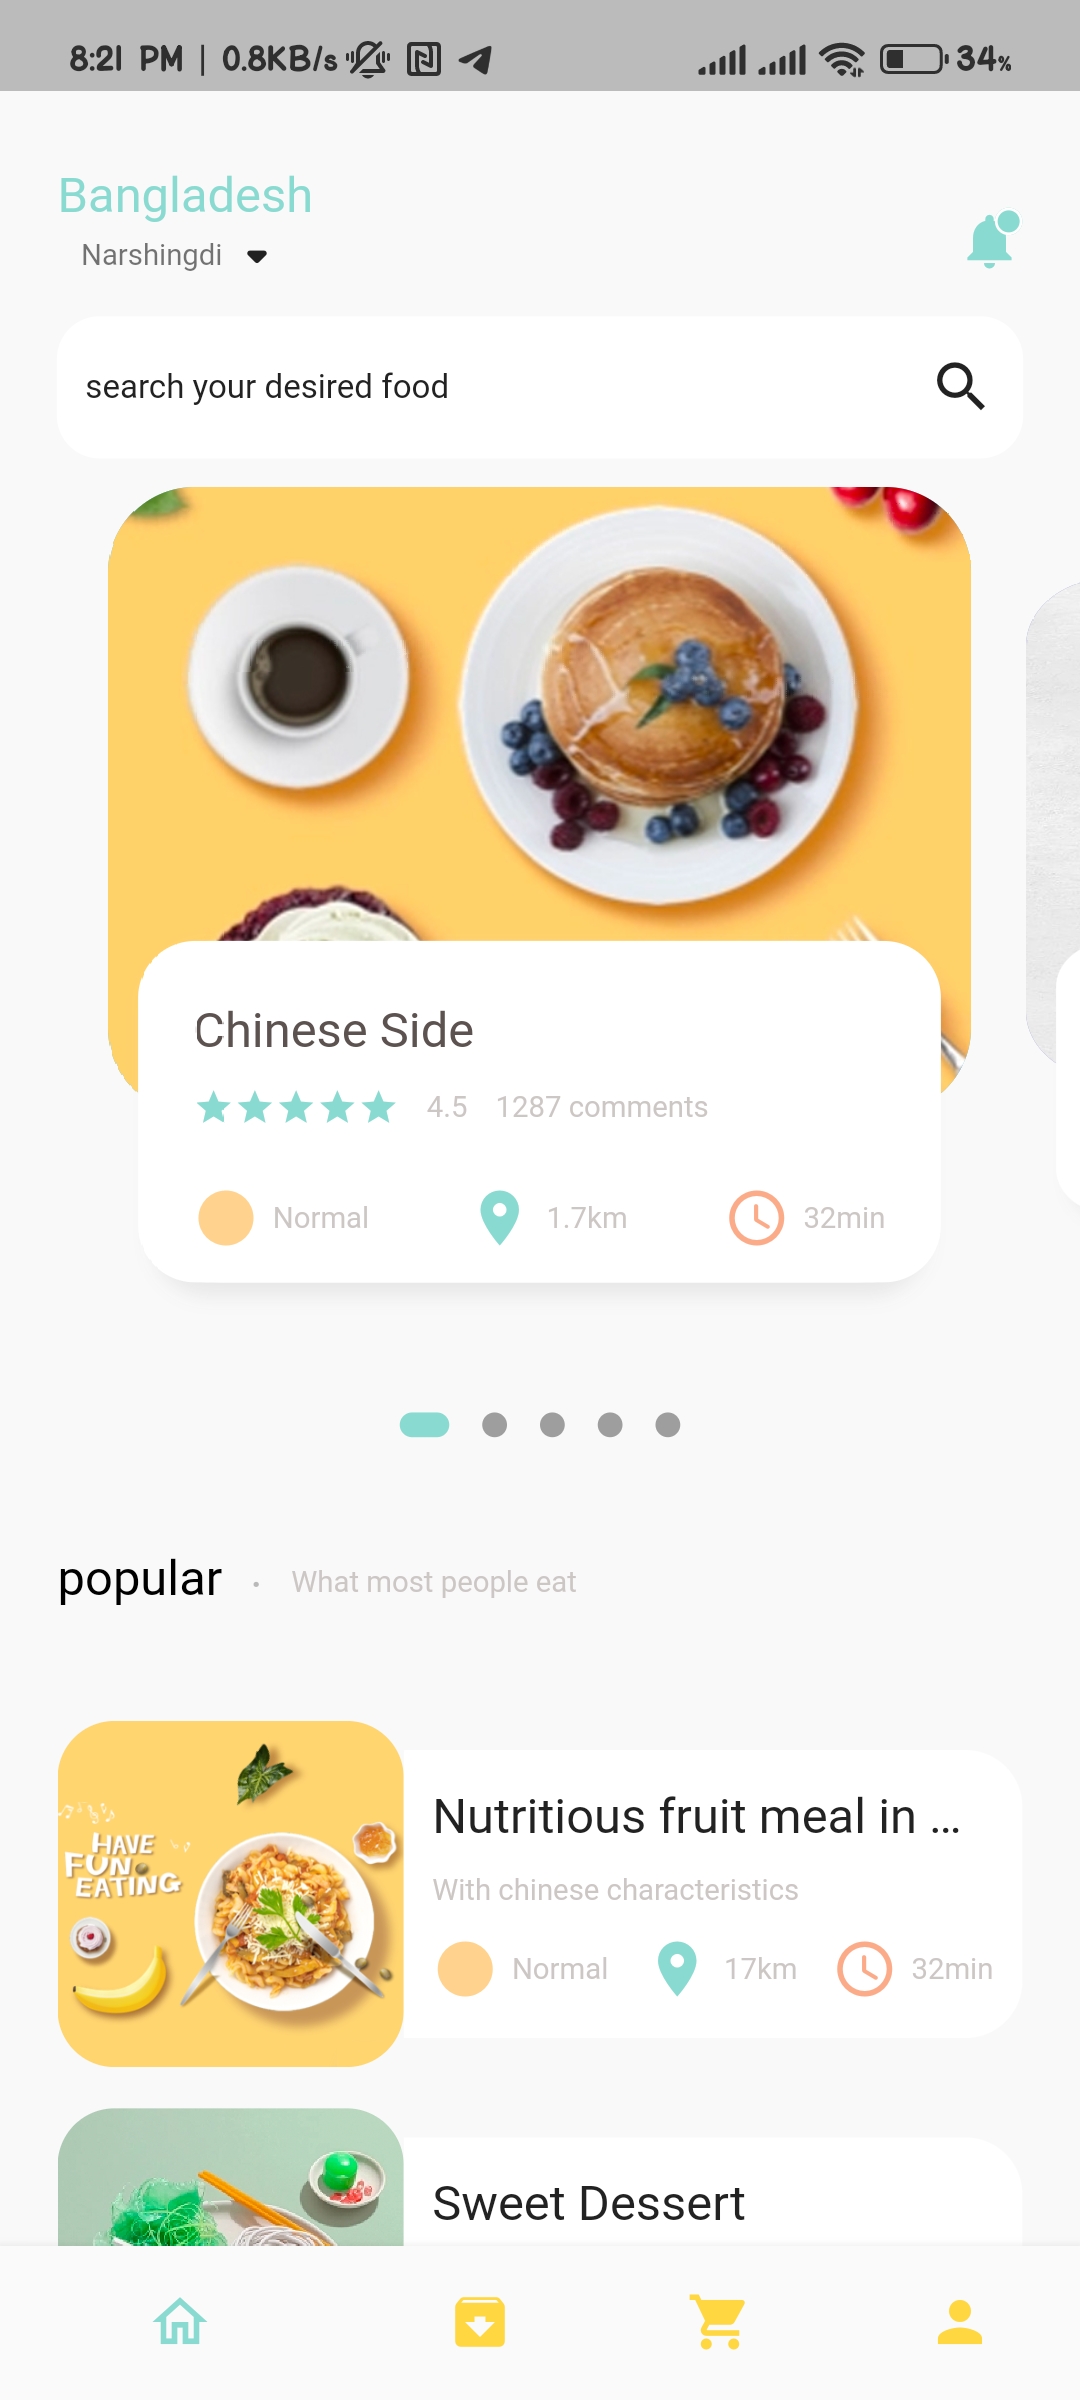 8:21 PM | 0.8KB/s 34%
Bangladesh
Narshingdi
search your desired food
Chinese Side
4.5 1287 comments
Normal 1.7km 32min
popular · What most people eat
HAVE
FUN
EATING
Nutritious fruit meal in ...
With chinese characteristics
Normal 17km 32min
Sweet Dessert